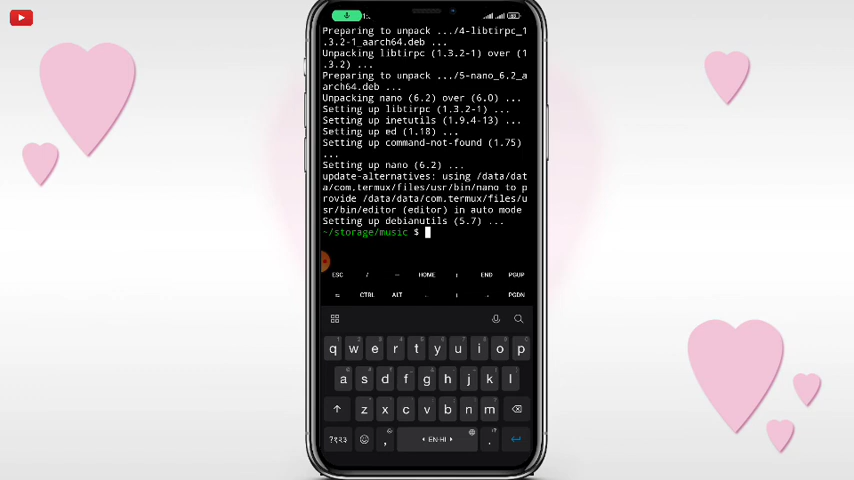 Preparing to unpack .../4-libtirpc_1
.3.2-1_aarch64.deb ...
Unpacking libtirpc (1.3.2-1) over (1
.3.2) ...
Preparing to unpack .../5-nano_6.2_a
arch64.deb ...
Unpacking nano (6.2) over (6.0) ...
Setting up libtirpc (1.3.2-1) ...
Setting up inetutils (1.9.4-13) ...
Setting up ed (1.18) ...
Setting up command-not-found (1.75)
...
Setting up nano (6.2) ...
update-alternatives: using /data/dat
a/com.termux/files/usr/bin/nano to p
rovide /data/data/com.termux/files/u
sr/bin/editor (editor) in auto mode
Setting up debianutils (5.7) ...
~/storage/music $
ESC / — HOME ↑ END PGUP
CTRL ALT ← ↓ → PGDN
q w e r t y u i o p
a s d f g h j k l
z x c v b n m
?१२३ , EN·HI .